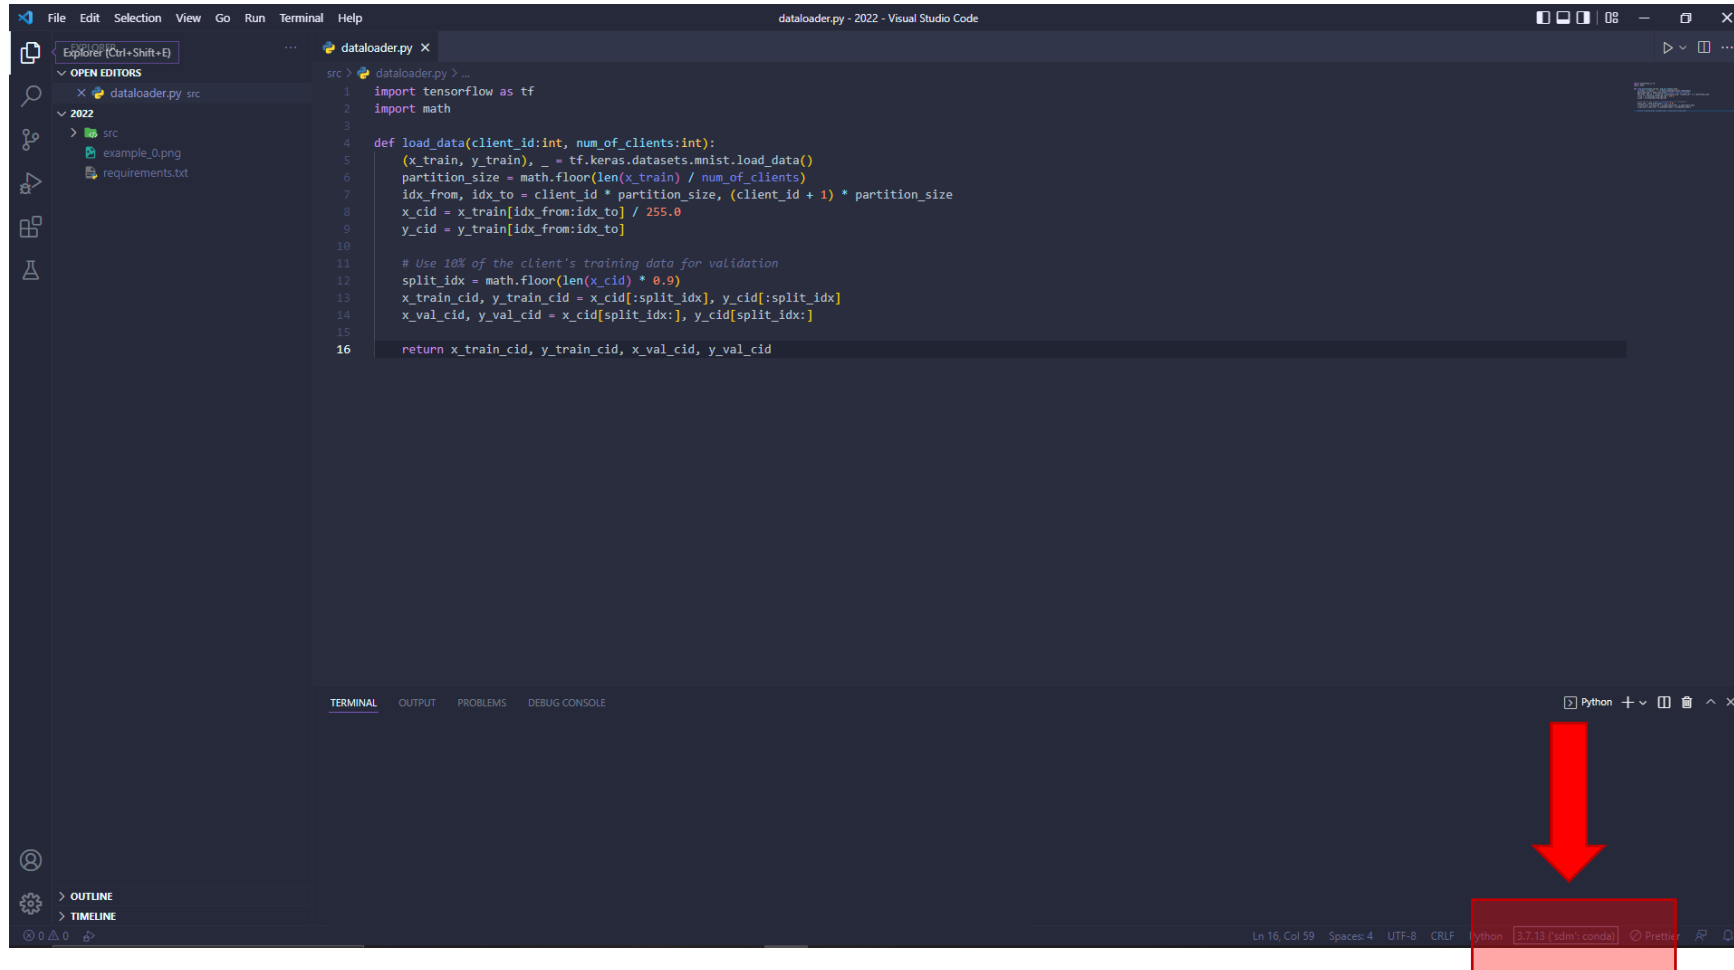 File Edit Selection View Go Run Terminal Help
dataloader.py - 2022 - Visual Studio Code
Explorer (Ctrl+Shift+E)
OPEN EDITORS
dataloader.py src
2022
src
example_0.png
requirements.txt
OUTLINE
TIMELINE
dataloader.py
src > dataloader.py > ...
1 import tensorflow as tf
2 import math
3
4 def load_data(client_id:int, num_of_clients:int):
5 (x_train, y_train), _ = tf.keras.datasets.mnist.load_data()
6 partition_size = math.floor(len(x_train) / num_of_clients)
7 idx_from, idx_to = client_id * partition_size, (client_id + 1) * partition_size
8 x_cid = x_train[idx_from:idx_to] / 255.0
9 y_cid = y_train[idx_from:idx_to]
10
11 # Use 10% of the client's training data for validation
12 split_idx = math.floor(len(x_cid) * 0.9)
13 x_train_cid, y_train_cid = x_cid[:split_idx], y_cid[:split_idx]
14 x_val_cid, y_val_cid = x_cid[split_idx:], y_cid[split_idx:]
15
16 return x_train_cid, y_train_cid, x_val_cid, y_val_cid
TERMINAL OUTPUT PROBLEMS DEBUG CONSOLE
Python
0 0
Ln 16, Col 59 Spaces: 4 UTF-8 CRLF Python 3.7.13 ('sdm': conda) Prettier